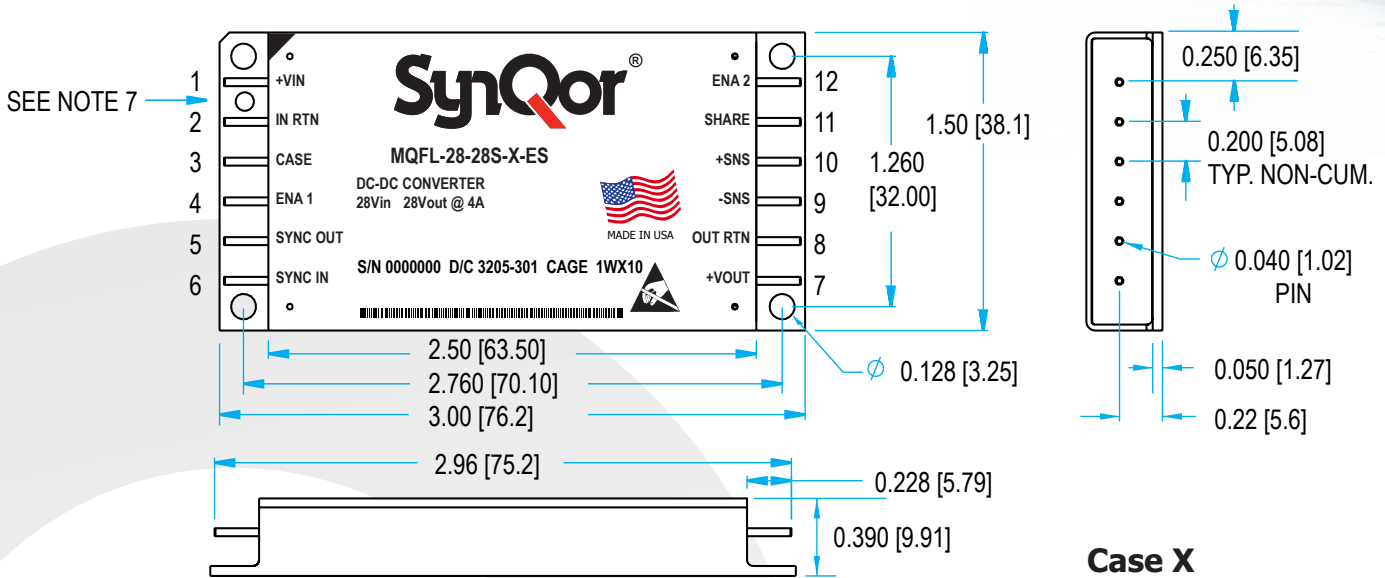 SynQor®
MQFL-28-28S-X-ES
DC-DC CONVERTER
28Vin 28Vout @ 4A
MADE IN USA
S/N 0000000 D/C 3205-301 CAGE 1WX10
SEE NOTE 7
1 +VIN
2 IN RTN
3 CASE
4 ENA 1
5 SYNC OUT
6 SYNC IN
ENA 2 12
SHARE 11
+SNS 10
-SNS 9
OUT RTN 8
+VOUT 7
1.260
[32.00]
1.50 [38.1]
2.50 [63.50]
2.760 [70.10]
3.00 [76.2]
⌀ 0.128 [3.25]
0.250 [6.35]
0.200 [5.08]
TYP. NON-CUM.
⌀ 0.040 [1.02]
PIN
0.050 [1.27]
0.22 [5.6]
2.96 [75.2]
0.228 [5.79]
0.390 [9.91]
Case X